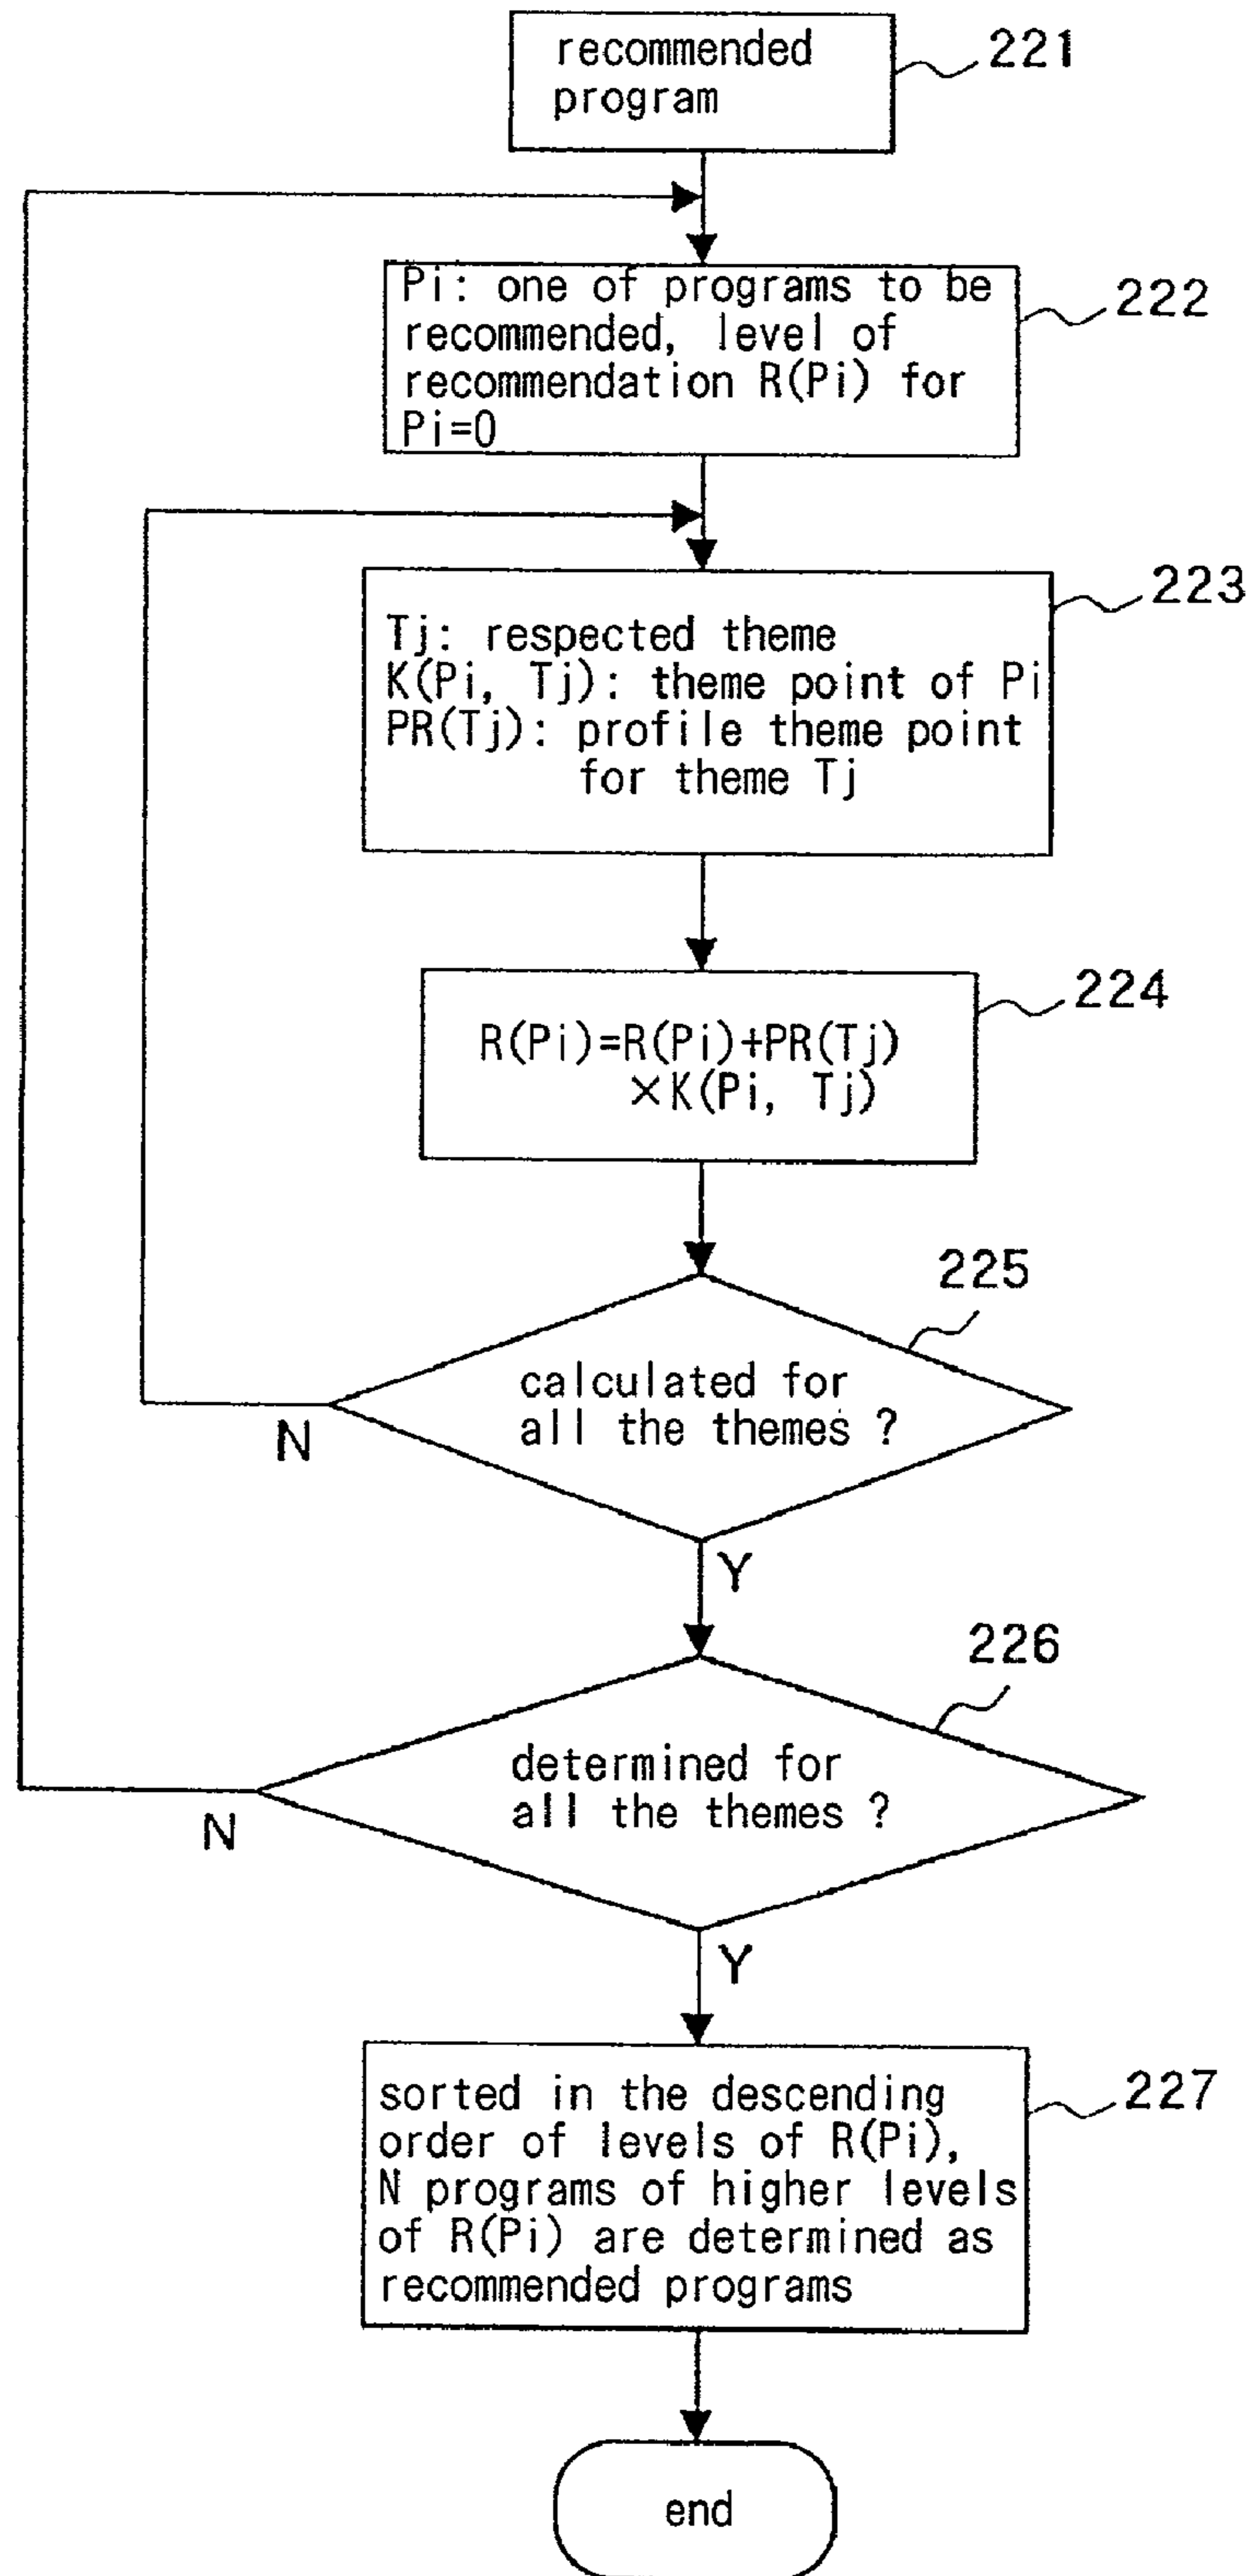 recommended
program
221
Pi: one of programs to be
recommended, level of
recommendation R(Pi) for
Pi=0
222
Tj: respected theme
K(Pi, Tj): theme point of Pi
PR(Tj): profile theme point
for theme Tj
223
R(Pi)=R(Pi)+PR(Tj)
×K(Pi, Tj)
224
225
calculated for
all the themes ?
N
Y
226
determined for
all the themes ?
N
Y
sorted in the descending
order of levels of R(Pi),
N programs of higher levels
of R(Pi) are determined as
recommended programs
227
end